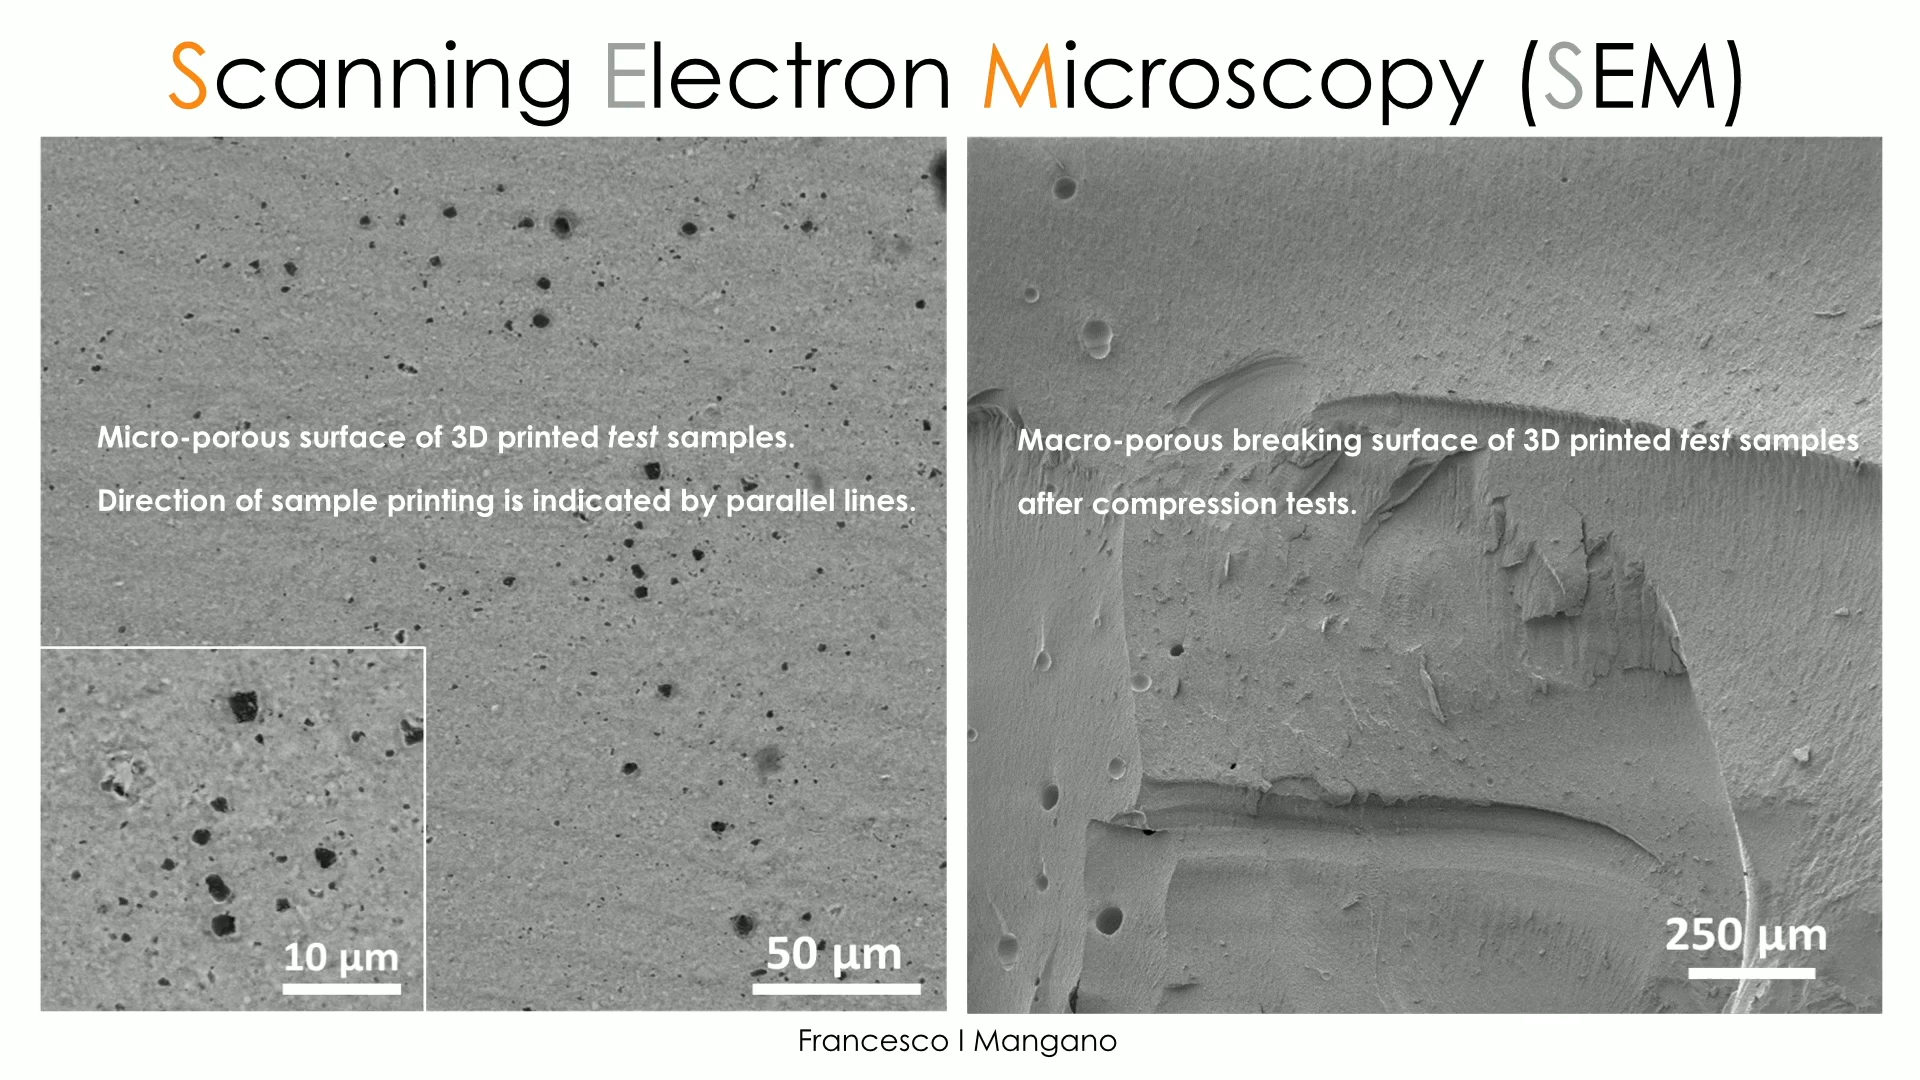 Scanning Electron Microscopy (SEM)
Micro-porous surface of 3D printed test samples.
Direction of sample printing is indicated by parallel lines.
10 µm
50 µm
Macro-porous breaking surface of 3D printed test samples
after compression tests.
250 µm
Francesco I Mangano